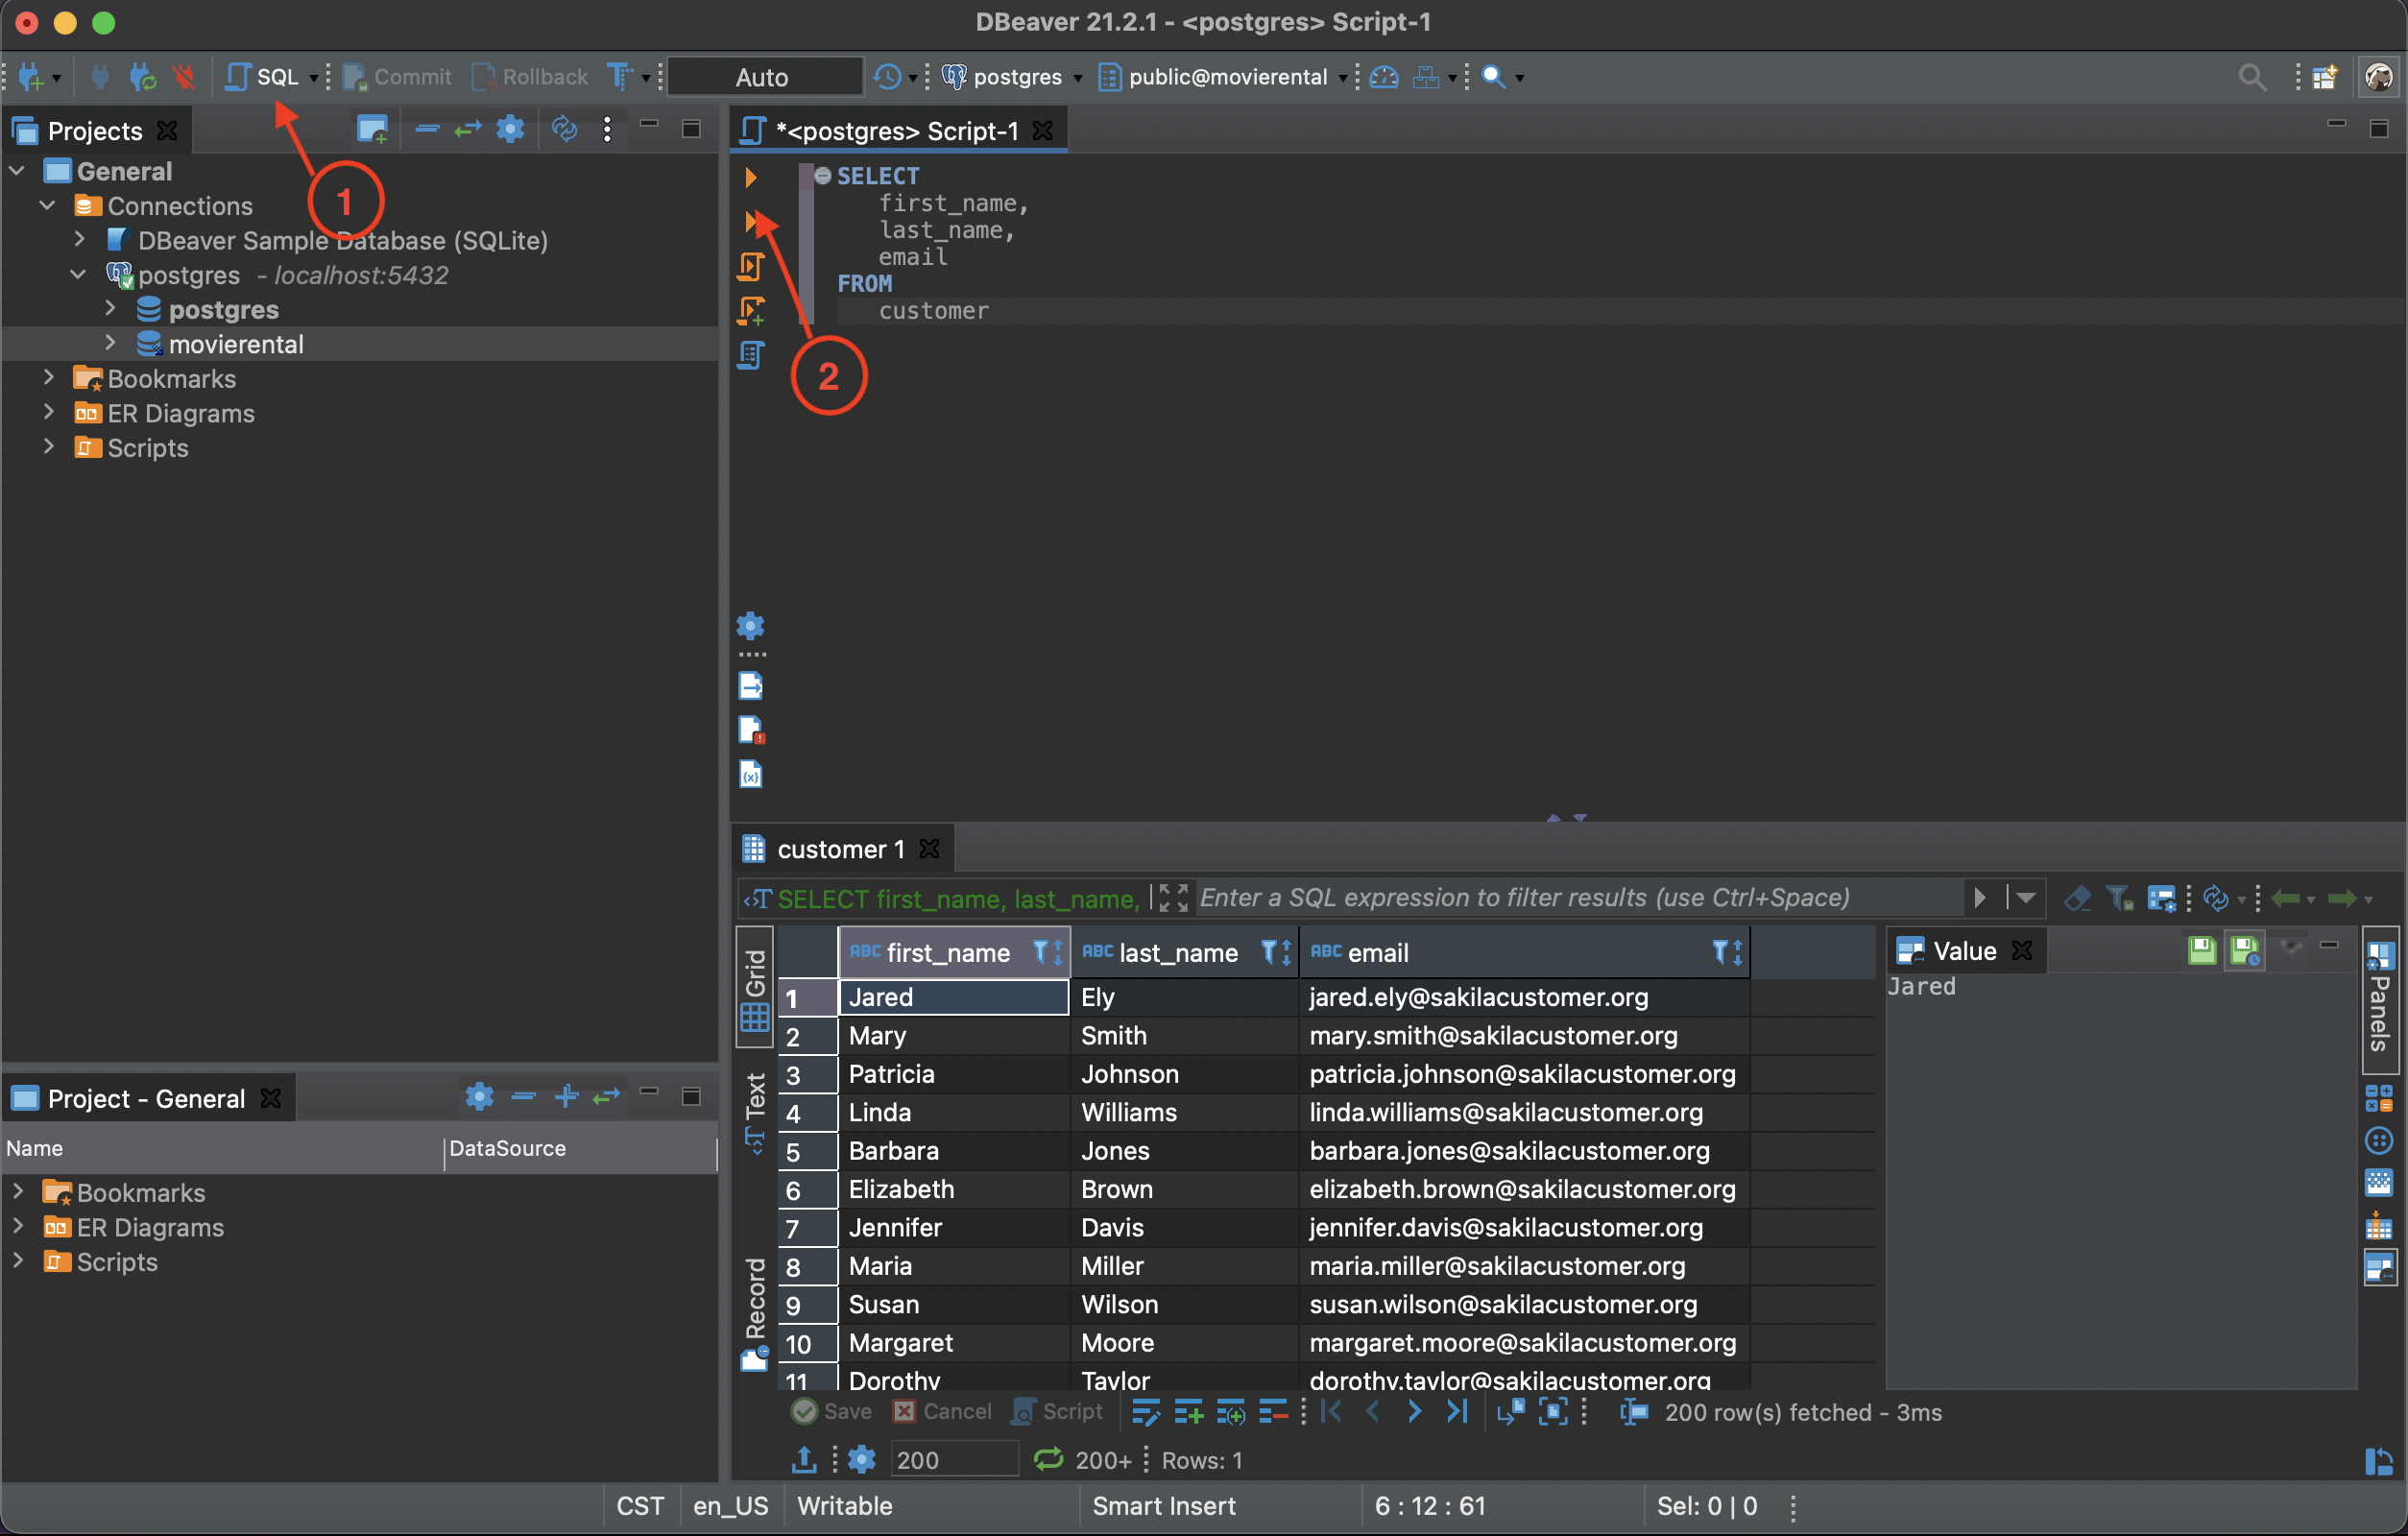 DBeaver 21.2.1 - <postgres> Script-1
SQL Commit Rollback Auto postgres public@movierental
Projects
General
Connections
DBeaver Sample Database (SQLite)
postgres - localhost:5432
postgres
movierental
Bookmarks
ER Diagrams
Scripts
1
*<postgres> Script-1
SELECT
first_name,
last_name,
email
FROM
customer
2
customer 1
SELECT first_name, last_name, Enter a SQL expression to filter results (use Ctrl+Space)
Grid
Text
Record
ABC first_name ABC last_name ABC email
1 Jared Ely jared.ely@sakilacustomer.org
2 Mary Smith mary.smith@sakilacustomer.org
3 Patricia Johnson patricia.johnson@sakilacustomer.org
4 Linda Williams linda.williams@sakilacustomer.org
5 Barbara Jones barbara.jones@sakilacustomer.org
6 Elizabeth Brown elizabeth.brown@sakilacustomer.org
7 Jennifer Davis jennifer.davis@sakilacustomer.org
8 Maria Miller maria.miller@sakilacustomer.org
9 Susan Wilson susan.wilson@sakilacustomer.org
10 Margaret Moore margaret.moore@sakilacustomer.org
11 Dorothy Taylor dorothy.taylor@sakilacustomer.org
Value
Jared
Panels
Save Cancel Script 200 row(s) fetched - 3ms
200 200+ Rows: 1
Project - General
Name DataSource
Bookmarks
ER Diagrams
Scripts
CST en_US Writable Smart Insert 6 : 12 : 61 Sel: 0 | 0